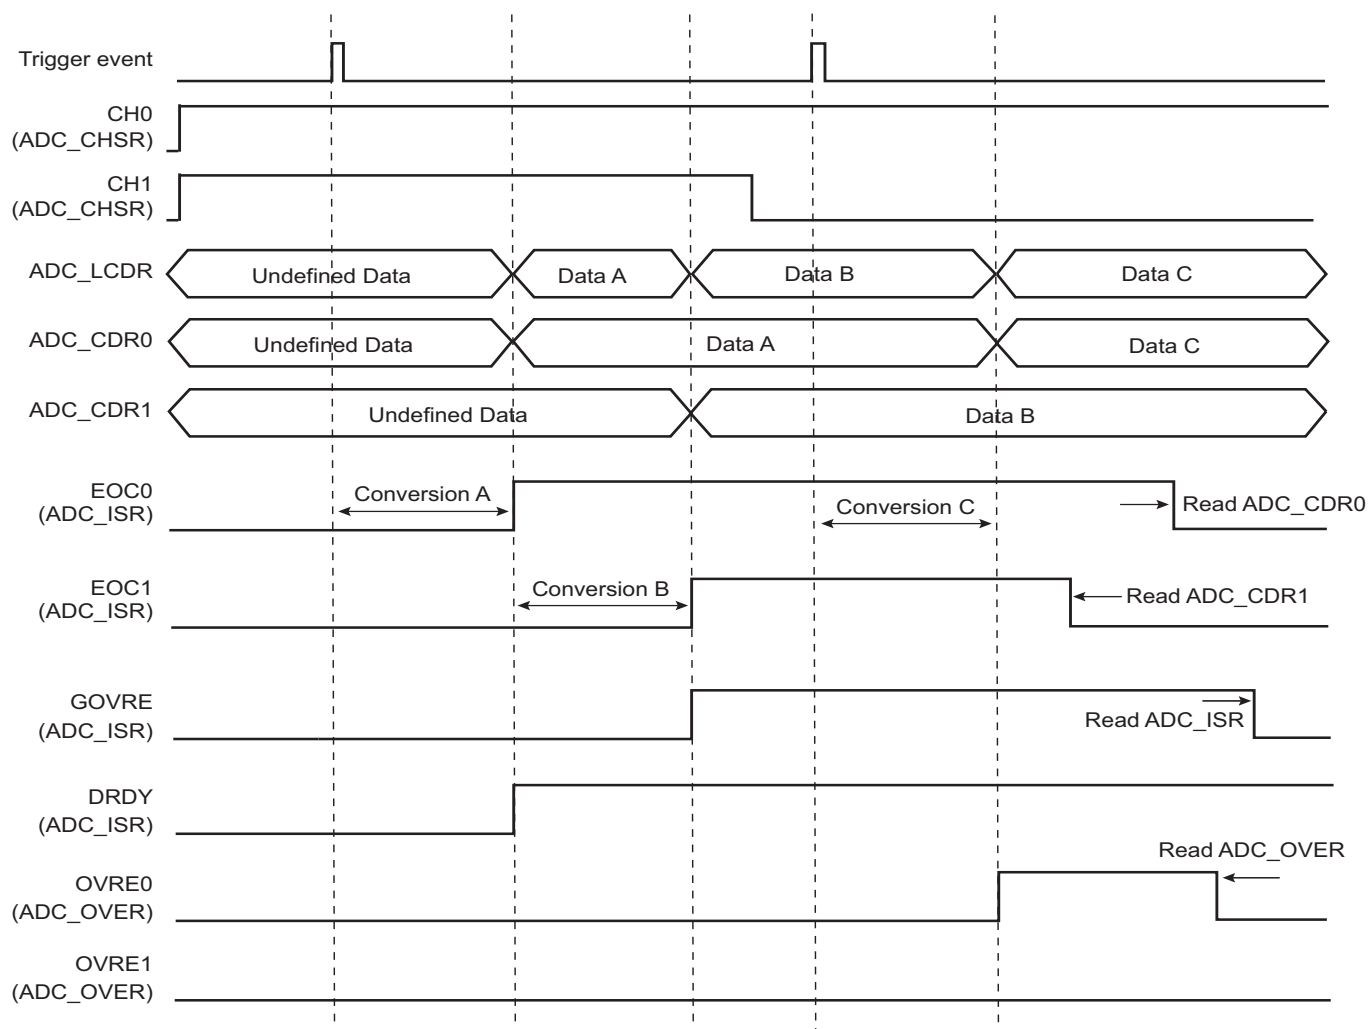 Trigger event
CH0
(ADC_CHSR)
CH1
(ADC_CHSR)
ADC_LCDR
Undefined Data
Data A
Data B
Data C
ADC_CDR0
Undefined Data
Data A
Data C
ADC_CDR1
Undefined Data
Data B
EOC0
(ADC_ISR)
Conversion A
Conversion C
Read ADC_CDR0
EOC1
(ADC_ISR)
Conversion B
Read ADC_CDR1
GOVRE
(ADC_ISR)
Read ADC_ISR
DRDY
(ADC_ISR)
Read ADC_OVER
OVRE0
(ADC_OVER)
OVRE1
(ADC_OVER)